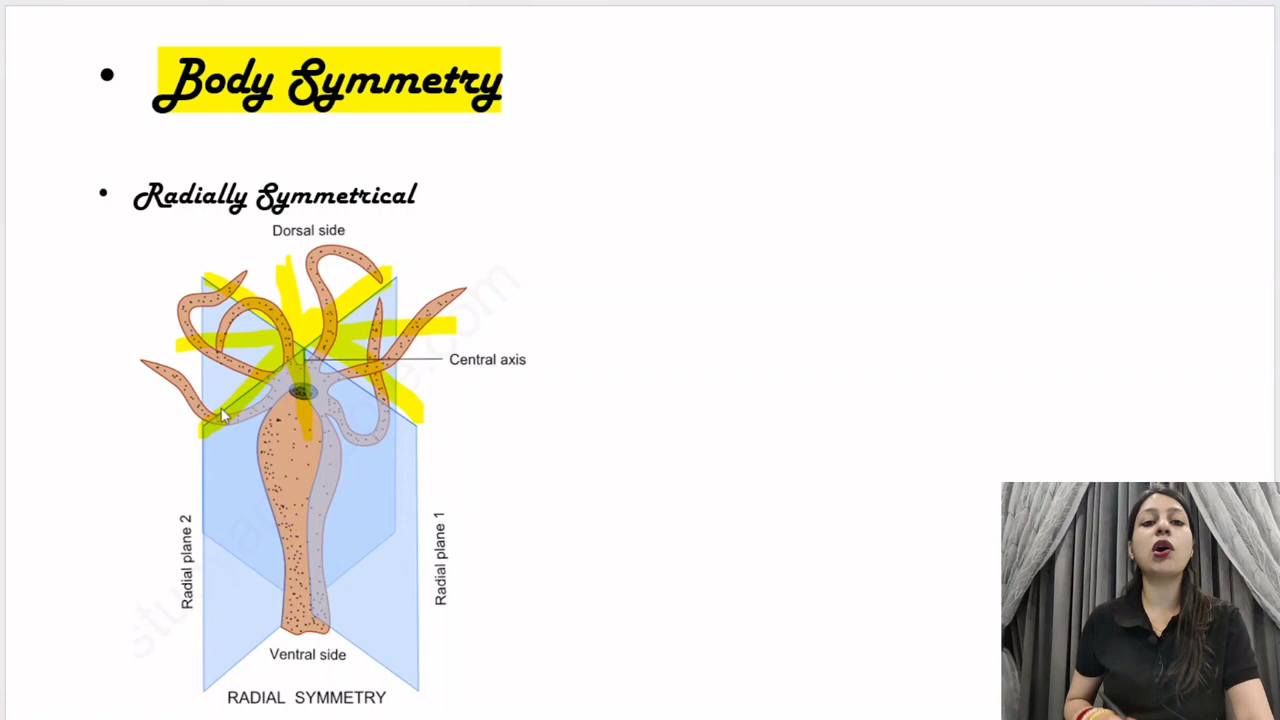 Body Symmetry
Radially Symmetrical
Dorsal side
Central axis
Radial plane 2
Radial plane 1
Ventral side
RADIAL SYMMETRY